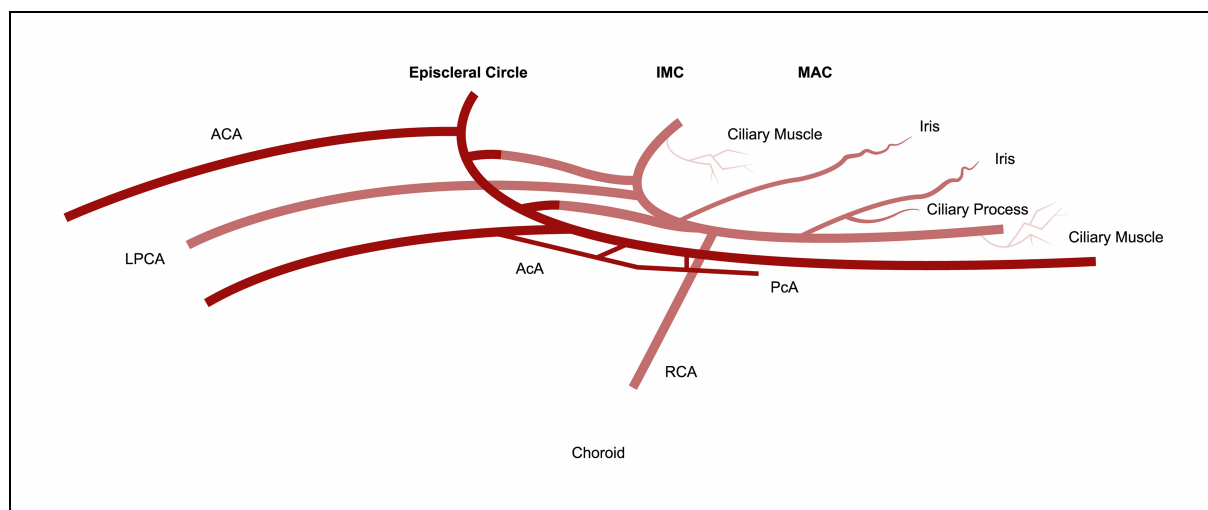 Episcleral Circle
IMC
MAC
ACA
Ciliary Muscle
Iris
Iris
Ciliary Process
Ciliary Muscle
LPCA
AcA
PcA
RCA
Choroid